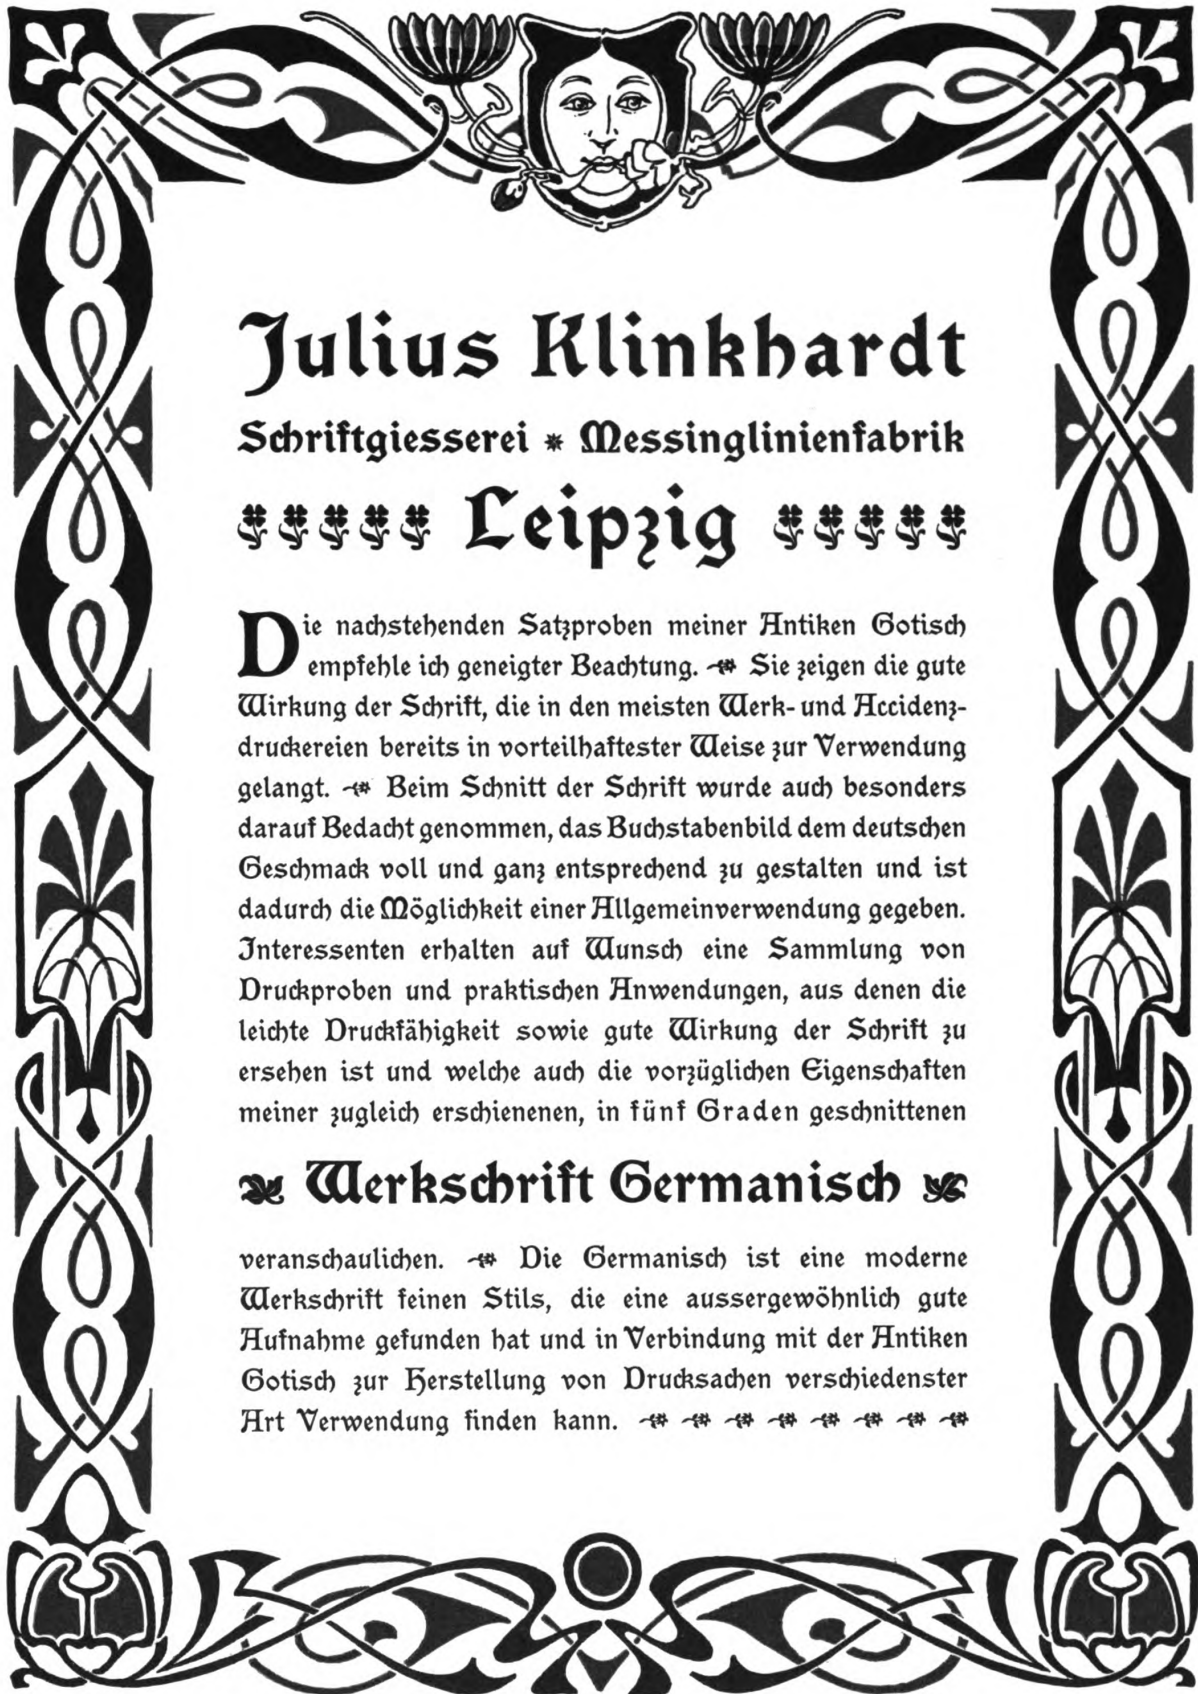 Julius Klinkhardt
Schriftgiesserei * Messinglinienfabrik
Leipzig
Die nachstehenden Satzproben meiner Antiken Gotisch
empfehle ich geneigter Beachtung. Sie zeigen die gute
Wirkung der Schrift, die in den meisten Werk- und Accidenz-
druckereien bereits in vorteilhaftester Weise zur Verwendung
gelangt. Beim Schnitt der Schrift wurde auch besonders
darauf Bedacht genommen, das Buchstabenbild dem deutschen
Geschmack voll und ganz entsprechend zu gestalten und ist
dadurch die Möglichkeit einer Allgemeinverwendung gegeben.
Interessenten erhalten auf Wunsch eine Sammlung von
Druckproben und praktischen Anwendungen, aus denen die
leichte Druckfähigkeit sowie gute Wirkung der Schrift zu
ersehen ist und welche auch die vorzüglichen Eigenschaften
meiner zugleich erschienenen, in fünf Graden geschnittenen
Werkschrift Germanisch
veranschaulichen. Die Germanisch ist eine moderne
Werkschrift feinen Stils, die eine aussergewöhnlich gute
Aufnahme gefunden hat und in Verbindung mit der Antiken
Gotisch zur Herstellung von Drucksachen verschiedenster
Art Verwendung finden kann.